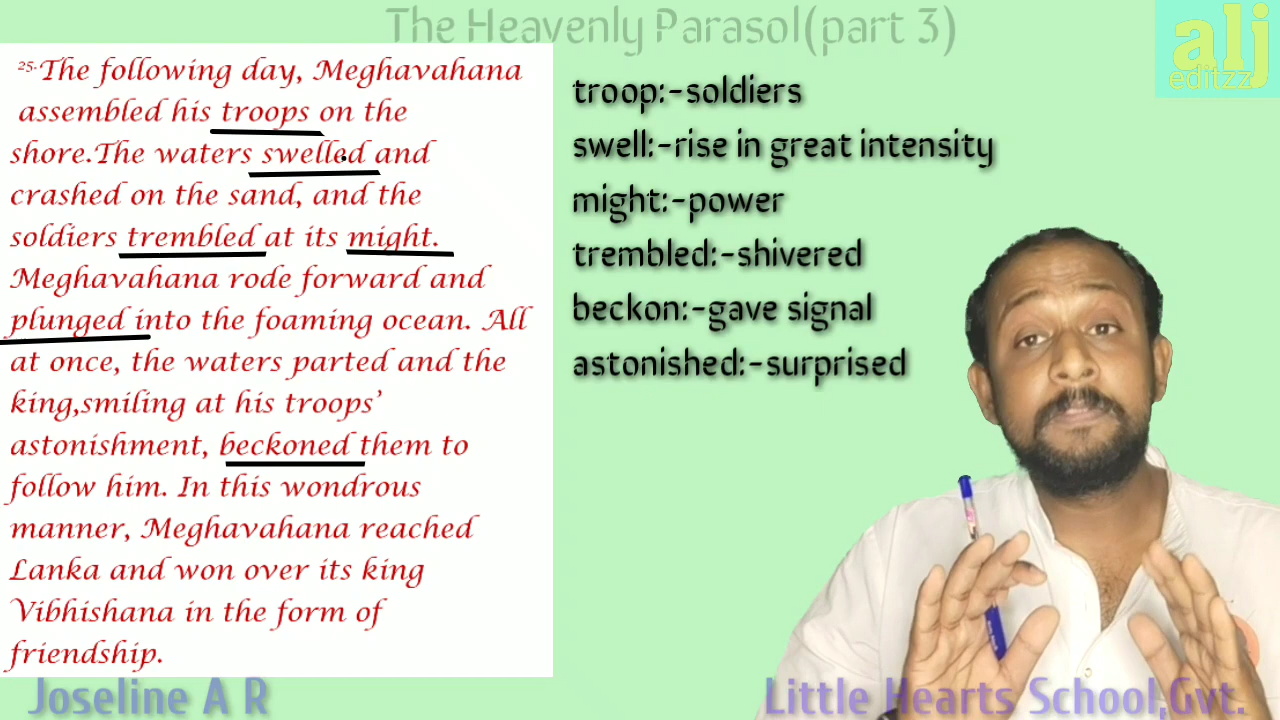 The Heavenly Parasol(part 3)
alj
editzz
25.The following day, Meghavahana
assembled his troops on the
shore.The waters swelled and
crashed on the sand, and the
soldiers trembled at its might.
Meghavahana rode forward and
plunged into the foaming ocean. All
at once, the waters parted and the
king,smiling at his troops'
astonishment, beckoned them to
follow him. In this wondrous
manner, Meghavahana reached
Lanka and won over its king
Vibhishana in the form of
friendship.
troop:-soldiers
swell:-rise in great intensity
might:-power
trembled:-shivered
beckon:-gave signal
astonished:-surprised
Joseline A R
Little Hearts School,Gvt.